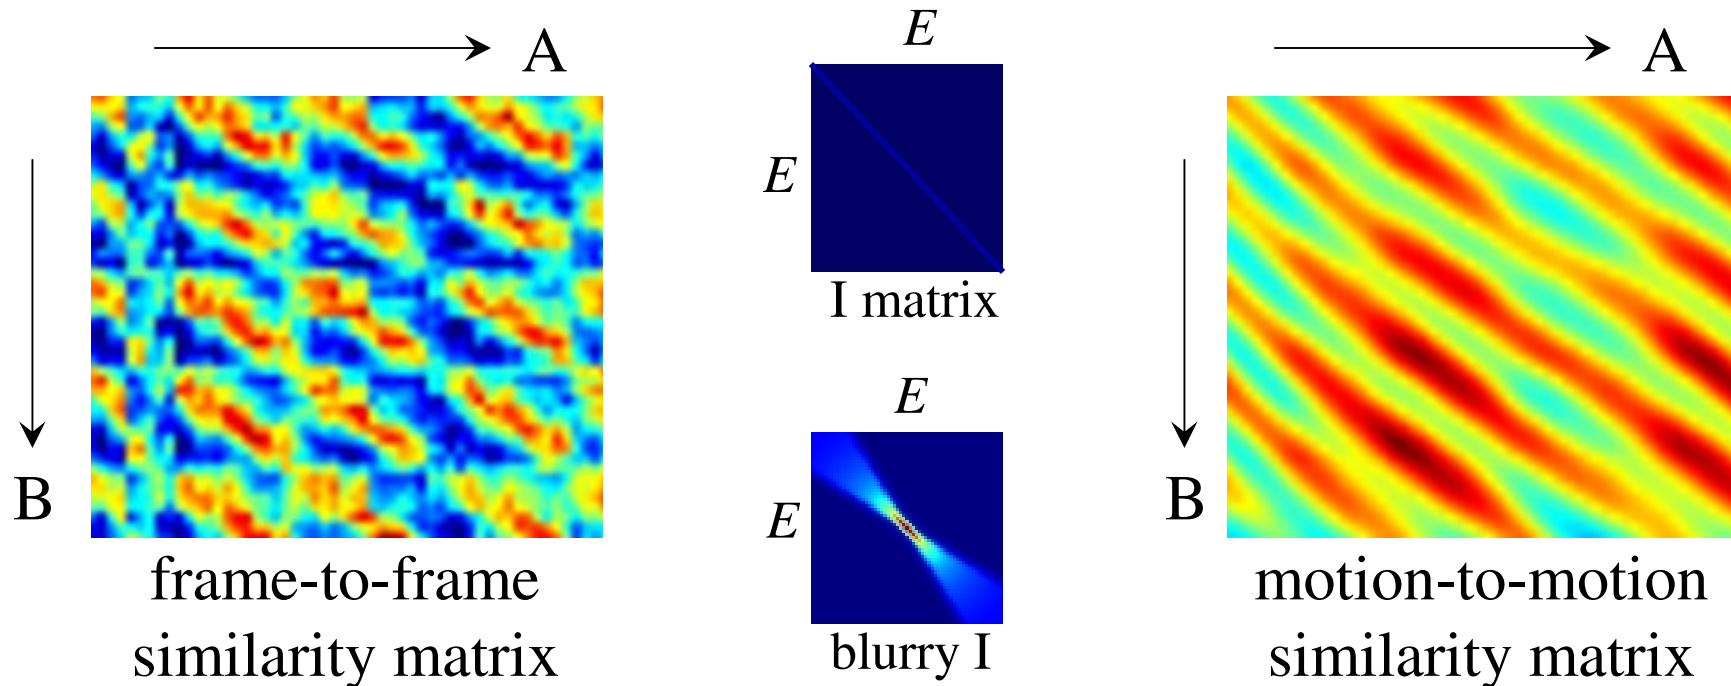 A
B
frame-to-frame
similarity matrix
E
E
I matrix
E
E
blurry I
A
B
motion-to-motion
similarity matrix